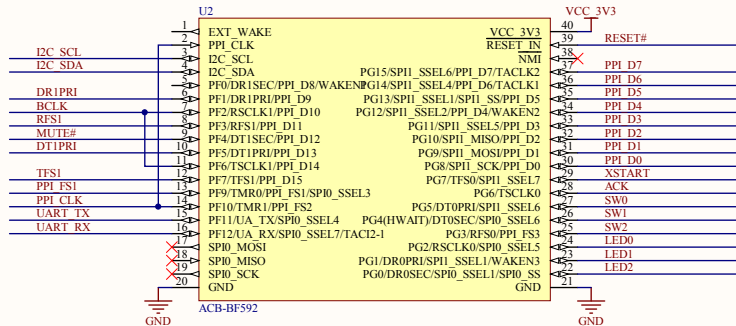 U2
VCC_3V3
1 EXT_WAKE VCC_3V3 40
2 PPI_CLK RESET_IN 39 RESET#
I2C_SCL 3 I2C_SCL NMI 38
I2C_SDA 4 I2C_SDA PG15/SPI1_SSEL6/PPI_D7/TACLK2 37 PPI_D7
5 PF0/DR1SEC/PPI_D8/WAKEN1 PG14/SPI1_SSEL4/PPI_D6/TACLK1 36 PPI_D6
DR1PRI 6 PF1/DR1PRI/PPI_D9 PG13/SPI1_SSEL1/SPI1_SS/PPI_D5 35 PPI_D5
BCLK 7 PF2/RSCLK1/PPI_D10 PG12/SPI1_SSEL2/PPI_D4/WAKEN2 34 PPI_D4
RFS1 8 PF3/RFS1/PPI_D11 PG11/SPI1_SSEL5/PPI_D3 33 PPI_D3
MUTE# 9 PF4/DT1SEC/PPI_D12 PG10/SPI1_MISO/PPI_D2 32 PPI_D2
DT1PRI 10 PF5/DT1PRI/PPI_D13 PG9/SPI1_MOSI/PPI_D1 31 PPI_D1
11 PF6/TSCLK1/PPI_D14 PG8/SPI1_SCK/PPI_D0 30 PPI_D0
TFS1 12 PF7/TFS1/PPI_D15 PG7/TFS0/SPI1_SSEL7 29 XSTART
PPI_FS1 13 PF9/TMR0/PPI_FS1/SPI0_SSEL3 PG6/TSCLK0 28 ACK
PPI_CLK 14 PF10/TMR1/PPI_FS2 PG5/DT0PRI/SPI1_SSEL6 27 SW0
UART_TX 15 PF11/UA_TX/SPI0_SSEL4 PG4(HWAIT)/DT0SEC/SPI0_SSEL6 26 SW1
UART_RX 16 PF12/UA_RX/SPI0_SSEL7/TACI2-1 PG3/RFS0/PPI_FS3 25 SW2
17 SPI0_MOSI PG2/RSCLK0/SPI0_SSEL5 24 LED0
18 SPI0_MISO PG1/DR0PRI/SPI1_SSEL1/WAKEN3 23 LED1
19 SPI0_SCK PG0/DR0SEC/SPI0_SSEL1/SPI0_SS 22 LED2
20 GND GND 21
ACB-BF592
GND GND